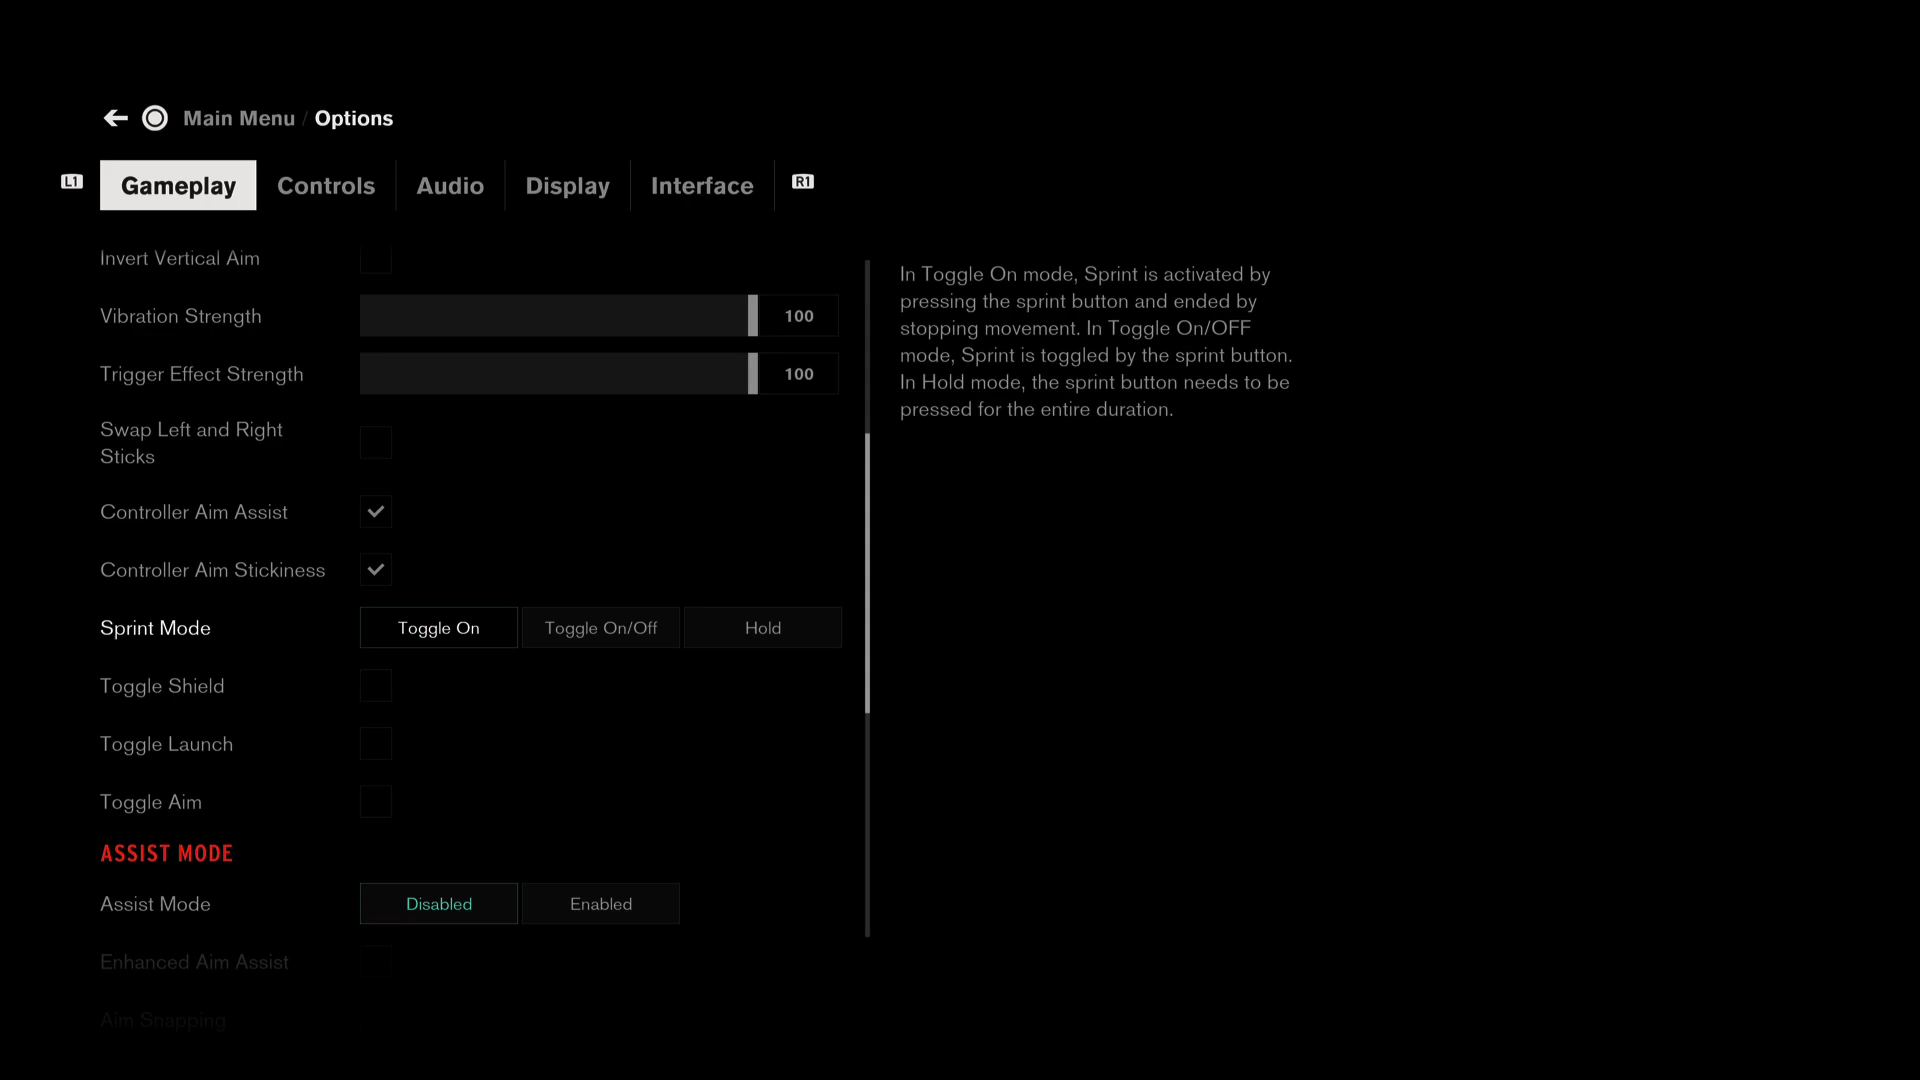 Main Menu / Options
L1 Gameplay Controls Audio Display Interface R1
Invert Vertical Aim
Vibration Strength 100
Trigger Effect Strength 100
Swap Left and Right
Sticks
Controller Aim Assist
Controller Aim Stickiness
Sprint Mode Toggle On Toggle On/Off Hold
Toggle Shield
Toggle Launch
Toggle Aim
ASSIST MODE
Assist Mode Disabled Enabled
Enhanced Aim Assist
Aim Snapping
In Toggle On mode, Sprint is activated by
pressing the sprint button and ended by
stopping movement. In Toggle On/OFF
mode, Sprint is toggled by the sprint button.
In Hold mode, the sprint button needs to be
pressed for the entire duration.